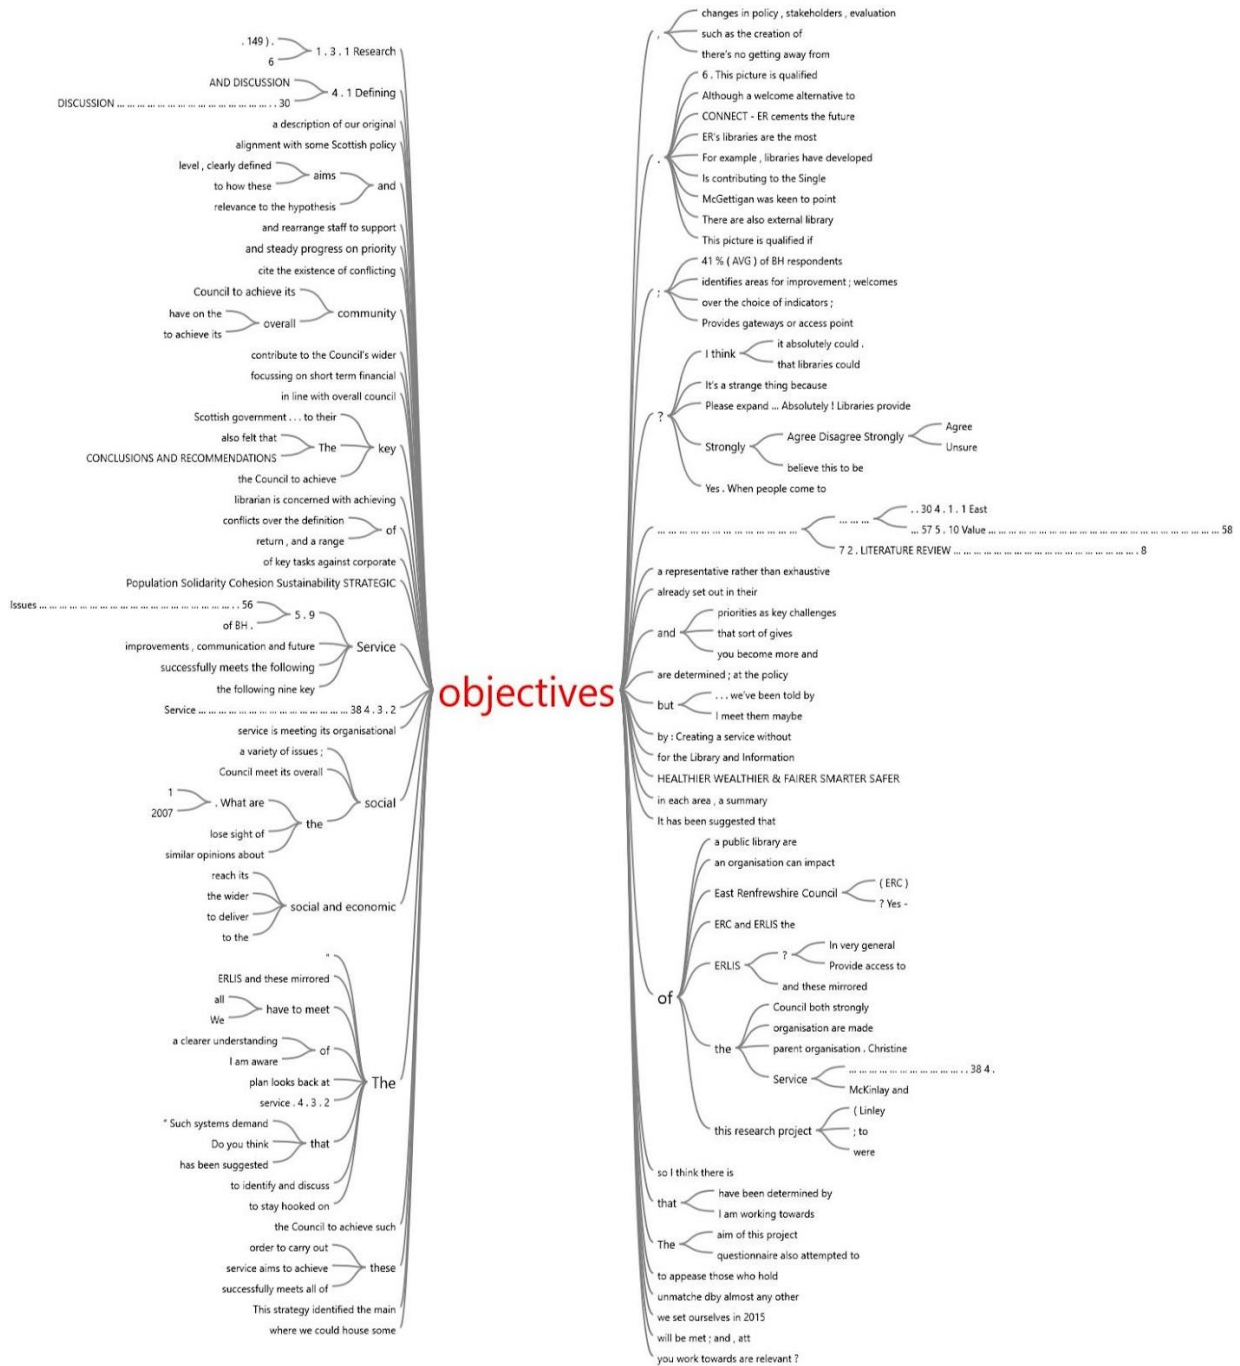 . 149 ) .
6
1 . 3 . 1 Research
AND DISCUSSION
DISCUSSION ... ... ... ... ... ... ... ... ... ... ... ... ... ... ... . . 30
4 . 1 Defining
a description of our original
alignment with some Scottish policy
level , clearly defined
to how these
aims
relevance to the hypothesis
and
and rearrange staff to support
and steady progress on priority
cite the existence of conflicting
Council to achieve its
have on the
to achieve its
overall
community
contribute to the Council's wider
focussing on short term financial
in line with overall council
Scottish government . . . to their
also felt that
CONCLUSIONS AND RECOMMENDATIONS
The
the Council to achieve
key
librarian is concerned with achieving
conflicts over the definition
return , and a range
of
of key tasks against corporate
Population Solidarity Cohesion Sustainability STRATEGIC
Issues ... ... ... ... ... ... ... ... ... ... ... ... ... ... ... ... ... ... . . 56
of BH .
5 . 9
improvements , communication and future
successfully meets the following
the following nine key
Service
Service ... ... ... ... ... ... ... ... ... ... ... ... ... 38 4 . 3 . 2
service is meeting its organisational
a variety of issues ;
Council meet its overall
1
2007
. What are
lose sight of
similar opinions about
the
social
reach its
the wider
to deliver
to the
social and economic
"
ERLIS and these mirrored
all
We
have to meet
a clearer understanding
I am aware
of
plan looks back at
service . 4 . 3 . 2
" Such systems demand
Do you think
has been suggested
that
to identify and discuss
to stay hooked on
The
the Council to achieve such
order to carry out
service aims to achieve
successfully meets all of
these
This strategy identified the main
where we could house some
objectives
,
changes in policy , stakeholders , evaluation
such as the creation of
there's no getting away from
.
6 . This picture is qualified
Although a welcome alternative to
CONNECT - ER cements the future
ER's libraries are the most
For example , libraries have developed
Is contributing to the Single
McGettigan was keen to point
There are also external library
This picture is qualified if
;
41 % ( AVG ) of BH respondents
identifies areas for improvement ; welcomes
over the choice of indicators ;
Provides gateways or access point
?
I think
it absolutely could .
that libraries could
It's a strange thing because
Please expand ... Absolutely ! Libraries provide
Strongly
Agree Disagree Strongly
Agree
Unsure
believe this to be
Yes . When people come to
... ... ... ... ... ... ... ... ... ... ... ... ...
... ... ...
. . 30 4 . 1 . 1 East
... 57 5 . 10 Value ... ... ... ... ... ... ... ... ... ... ... ... ... ... ... ... ... ... ... ... 58
7 2 . LITERATURE REVIEW ... ... ... ... ... ... ... ... ... ... ... ... ... ... ... . 8
a representative rather than exhaustive
already set out in their
and
priorities as key challenges
that sort of gives
you become more and
are determined ; at the policy
but
. . . we've been told by
I meet them maybe
by : Creating a service without
for the Library and Information
HEALTHIER WEALTHIER & FAIRER SMARTER SAFER
in each area , a summary
It has been suggested that
of
a public library are
an organisation can impact
East Renfrewshire Council
( ERC )
? Yes -
ERC and ERLIS the
ERLIS
?
In very general
Provide access to
and these mirrored
the
Council both strongly
organisation are made
parent organisation . Christine
Service
... ... ... ... ... ... ... ... ... ... . . 38 4 .
McKinlay and
this research project
( Linley
; to
were
so I think there is
that
have been determined by
I am working towards
The
aim of this project
questionnaire also attempted to
to appease those who hold
unmatche dby almost any other
we set ourselves in 2015
will be met ; and , att
you work towards are relevant ?